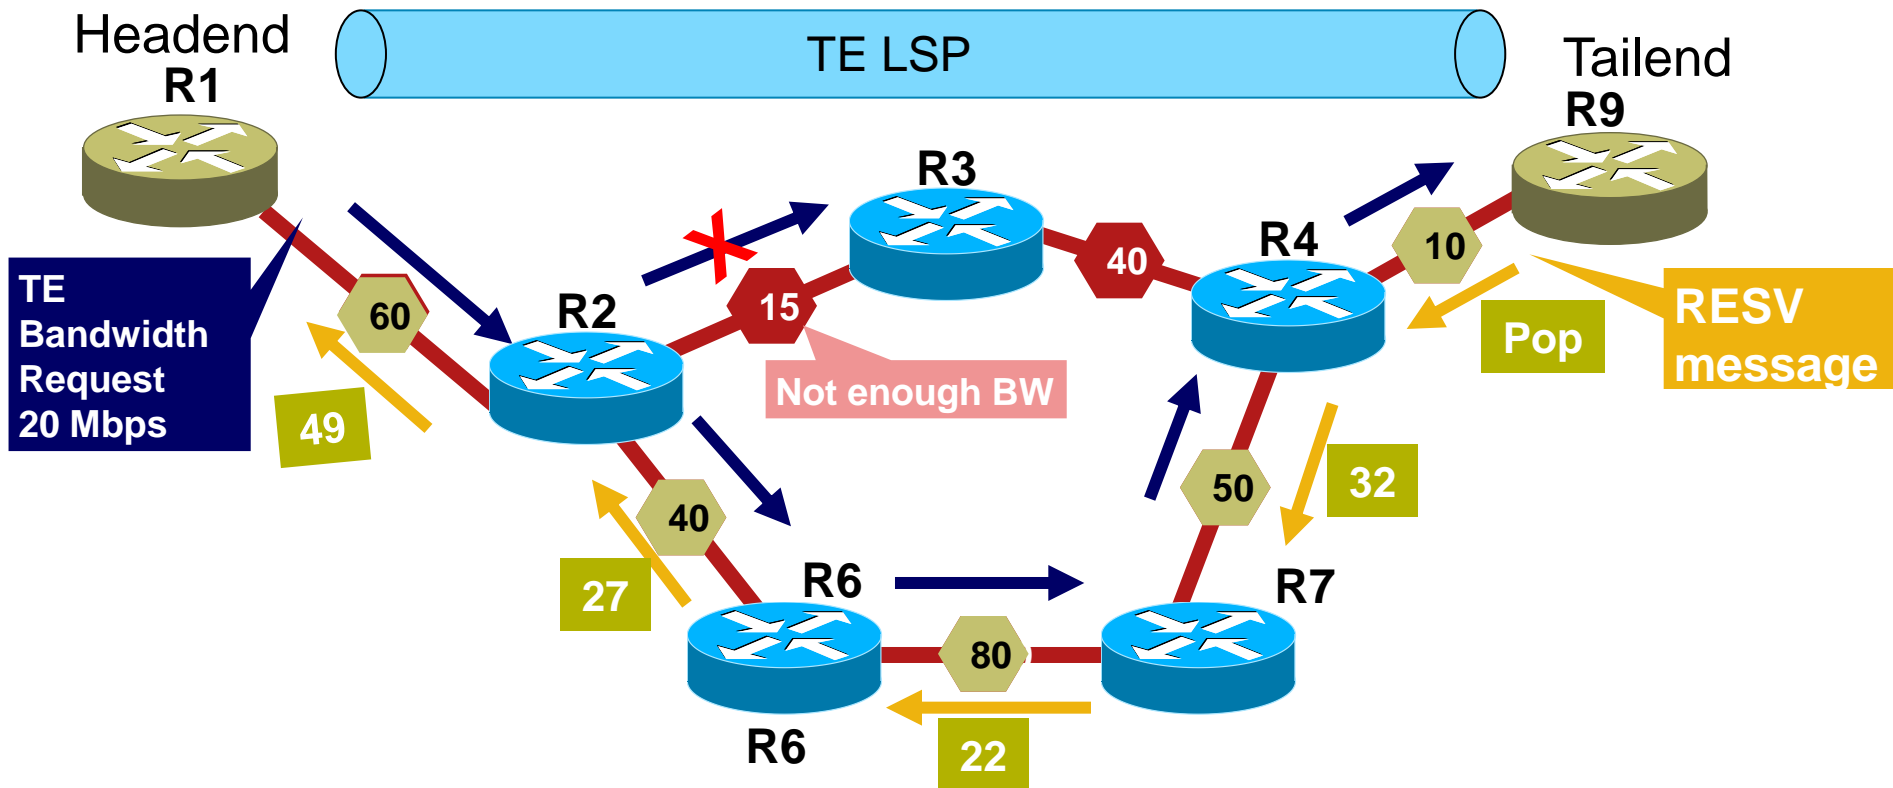 Headend
R1
TE LSP
Tailend
R9
R3
R4
10
40
TE
Bandwidth
Request
20 Mbps
60
R2
15
Not enough BW
Pop
RESV
message
49
40
50
32
27
R6
R7
80
R6
22